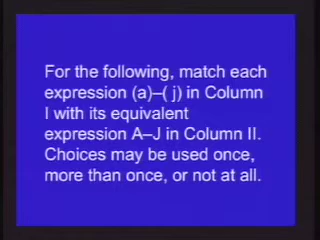 For the following, match each
expression (a)–( j) in Column
I with its equivalent
expression A–J in Column II.
Choices may be used once,
more than once, or not at all.